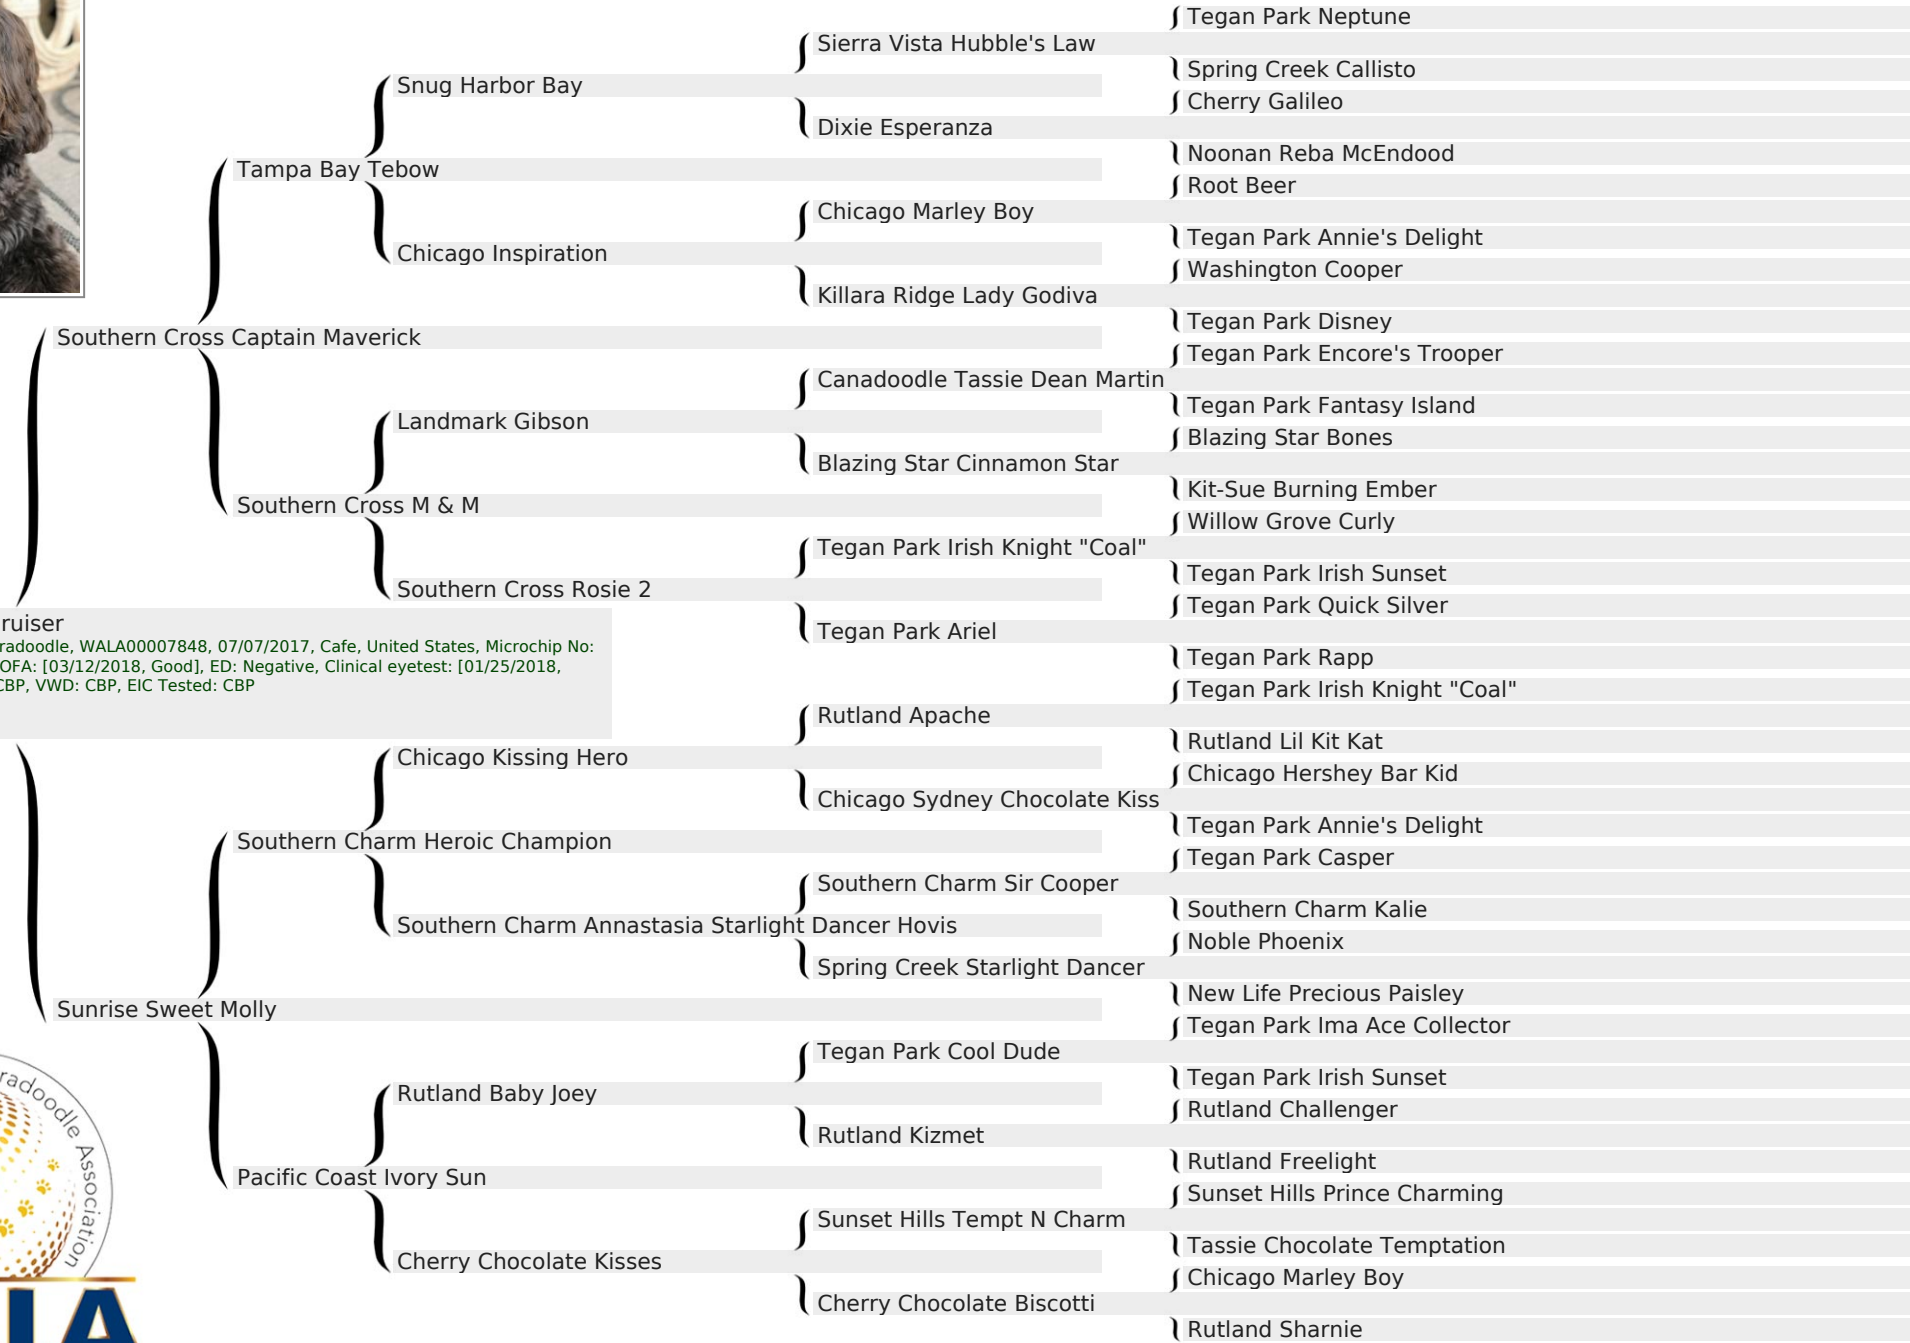 Tegan Park Neptune
Sierra Vista Hubble's Law
Spring Creek Callisto
Snug Harbor Bay
Cherry Galileo
Dixie Esperanza
Noonan Reba McEndood
Tampa Bay Tebow
Root Beer
Chicago Marley Boy
Tegan Park Annie's Delight
Chicago Inspiration
Washington Cooper
Killara Ridge Lady Godiva
Tegan Park Disney
Southern Cross Captain Maverick
Tegan Park Encore's Trooper
Canadoodle Tassie Dean Martin
Tegan Park Fantasy Island
Landmark Gibson
Blazing Star Bones
Blazing Star Cinnamon Star
Kit-Sue Burning Ember
Southern Cross M & M
Willow Grove Curly
Tegan Park Irish Knight "Coal"
Tegan Park Irish Sunset
Southern Cross Rosie 2
Tegan Park Quick Silver
Tegan Park Ariel
Tegan Park Rapp
ruiser
radoodle, WALA00007848, 07/07/2017, Cafe, United States, Microchip No:
OFA: [03/12/2018, Good], ED: Negative, Clinical eyetest: [01/25/2018,
CBP, VWD: CBP, EIC Tested: CBP
Tegan Park Irish Knight "Coal"
Rutland Apache
Rutland Lil Kit Kat
Chicago Kissing Hero
Chicago Hershey Bar Kid
Chicago Sydney Chocolate Kiss
Tegan Park Annie's Delight
Southern Charm Heroic Champion
Tegan Park Casper
Southern Charm Sir Cooper
Southern Charm Kalie
Southern Charm Annastasia Starlight Dancer Hovis
Noble Phoenix
Spring Creek Starlight Dancer
New Life Precious Paisley
Sunrise Sweet Molly
Tegan Park Ima Ace Collector
Tegan Park Cool Dude
Tegan Park Irish Sunset
Rutland Baby Joey
Rutland Challenger
Rutland Kizmet
Rutland Freelight
Pacific Coast Ivory Sun
Sunset Hills Prince Charming
Sunset Hills Tempt N Charm
Tassie Chocolate Temptation
Cherry Chocolate Kisses
Chicago Marley Boy
Cherry Chocolate Biscotti
Rutland Sharnie
radoodle Association
LA